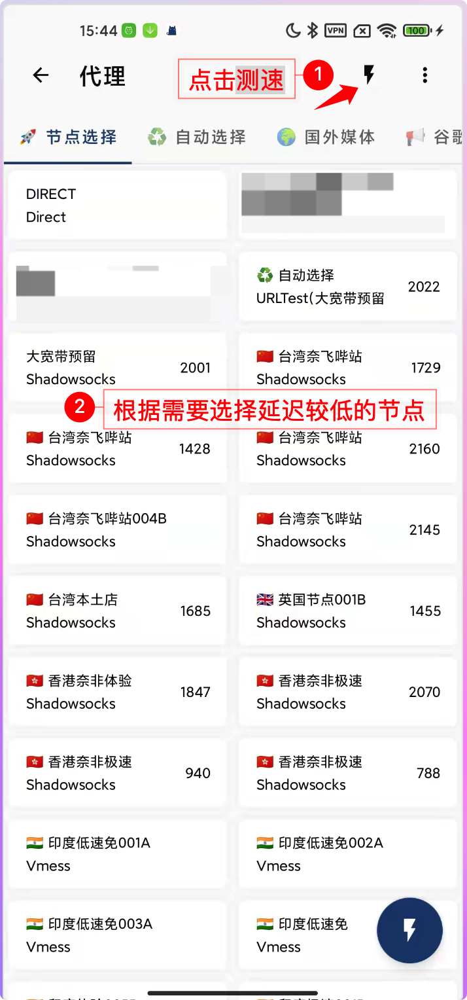 15:44
VPN
100
代理
点击测速
1
节点选择
自动选择
国外媒体
谷歌
DIRECT
Direct
自动选择
URLTest(大宽带预留
2022
大宽带预留
Shadowsocks
2001
台湾奈飞哔站
Shadowsocks
1729
2
根据需要选择延迟较低的节点
台湾奈飞哔站
Shadowsocks
1428
台湾奈飞哔站
Shadowsocks
2160
台湾奈飞哔站004B
Shadowsocks
台湾奈飞哔站
Shadowsocks
2145
台湾本土店
Shadowsocks
1685
英国节点001B
Shadowsocks
1455
香港奈非体验
Shadowsocks
1847
香港奈非极速
Shadowsocks
2070
香港奈非极速
Shadowsocks
940
香港奈非极速
Shadowsocks
788
印度低速免001A
Vmess
印度低速免002A
Vmess
印度低速免003A
Vmess
印度低速免
Vmess